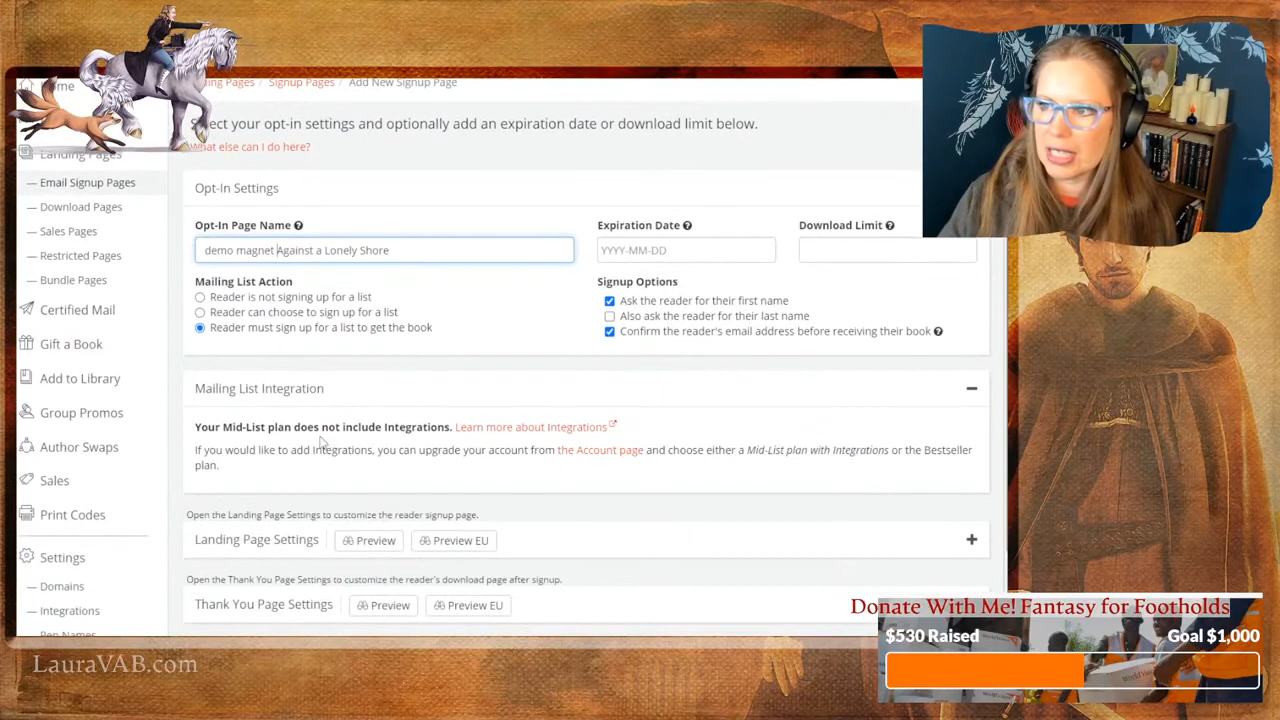 Home
ding Pages / Signup Pages / Add New Signup Page
Select your opt-in settings and optionally add an expiration date or download limit below.
What else can I do here?
Landing Pages
— Email Signup Pages
— Download Pages
— Sales Pages
— Restricted Pages
— Bundle Pages
Certified Mail
Gift a Book
Add to Library
Group Promos
Author Swaps
Sales
Print Codes
Settings
— Domains
— Integrations
Pen Names
Opt-In Settings
Opt-In Page Name
Expiration Date
Download Limit
demo magnet Against a Lonely Shore
YYYY-MM-DD
Mailing List Action
Reader is not signing up for a list
Reader can choose to sign up for a list
Reader must sign up for a list to get the book
Signup Options
Ask the reader for their first name
Also ask the reader for their last name
Confirm the reader's email address before receiving their book
Mailing List Integration
Your Mid-List plan does not include Integrations. Learn more about Integrations
If you would like to add Integrations, you can upgrade your account from the Account page and choose either a Mid-List plan with Integrations or the Bestseller
plan.
Open the Landing Page Settings to customize the reader signup page.
Landing Page Settings Preview Preview EU
Open the Thank You Page Settings to customize the reader's download page after signup.
Thank You Page Settings Preview Preview EU
Donate With Me! Fantasy for Footholds
$530 Raised Goal $1,000
LauraVAB.com